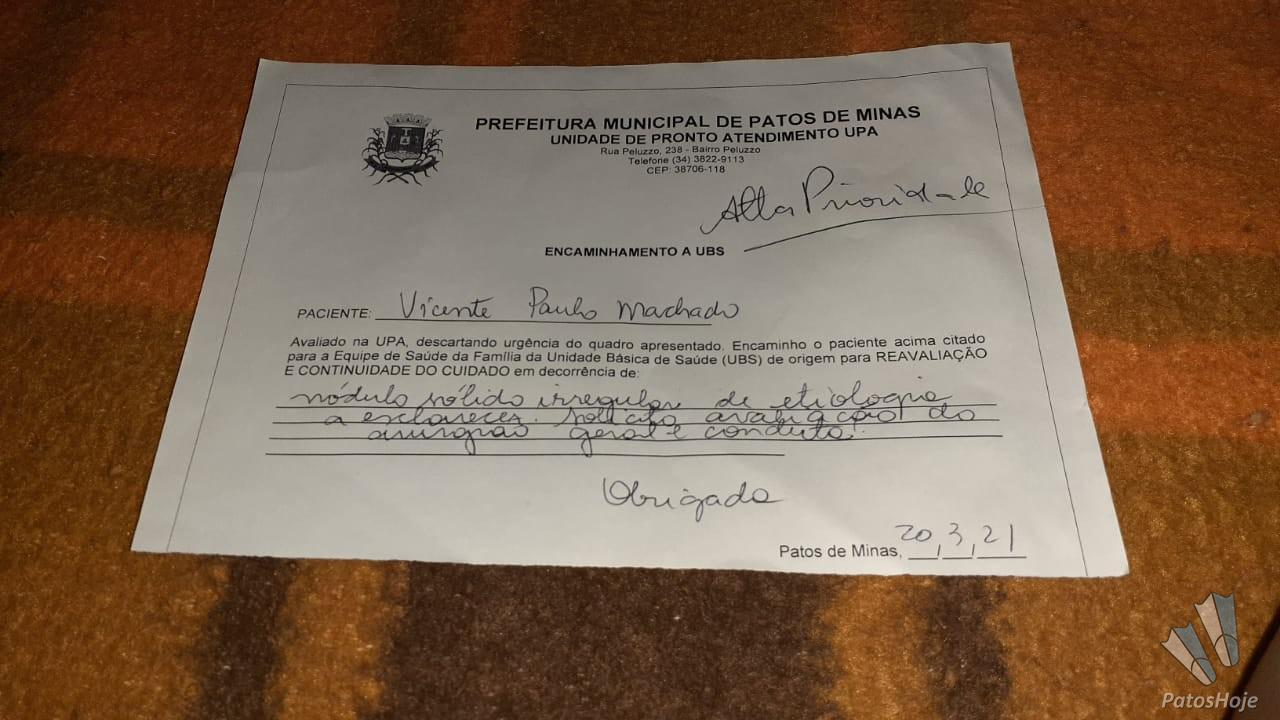 PREFEITURA MUNICIPAL DE PATOS DE MINAS
UNIDADE DE PRONTO ATENDIMENTO UPA
Rua Peluzzo, 238 - Bairro Peluzzo
Telefone (34) 3822-9113
CEP: 38706-118
Alta Prioridade
ENCAMINHAMENTO A UBS
PACIENTE: Vicente Paulo Machado
Avaliado na UPA, descartando urgência do quadro apresentado. Encaminho o paciente acima citado
para a Equipe de Saúde da Família da Unidade Básica de Saúde (UBS) de origem para REAVALIAÇÃO
E CONTINUIDADE DO CUIDADO em decorrência de:
nódulo sólido irregular de etiologia
a esclarecer. Solicito avaliação do
cirurgião geral e conduta.
Obrigada
Patos de Minas, 20, 3, 21
PatosHoje